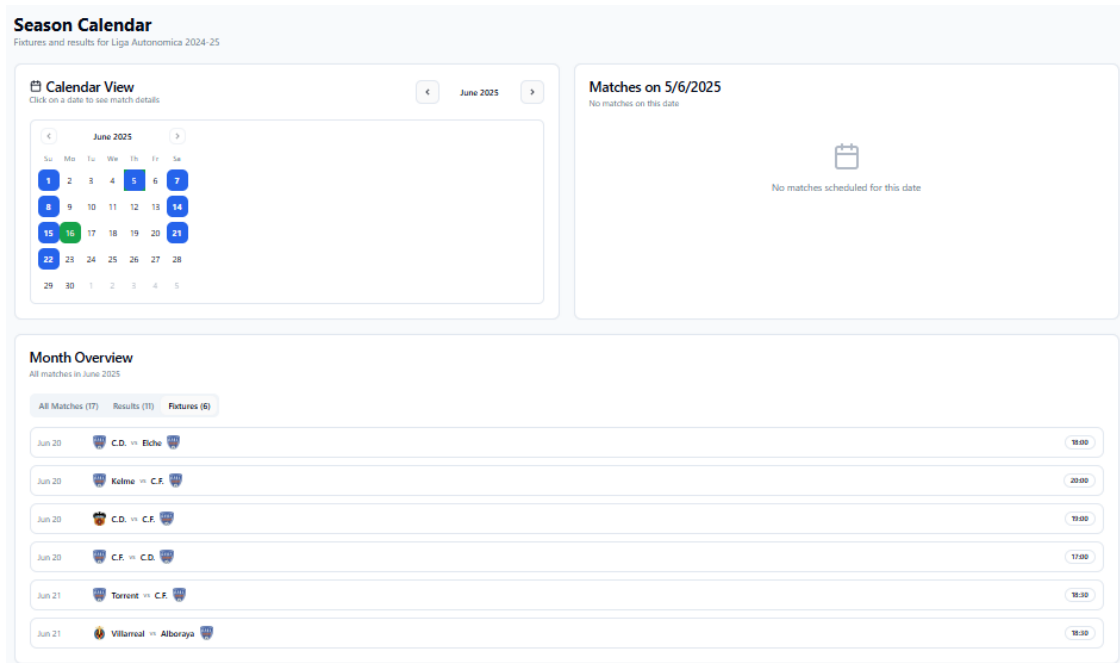 Season Calendar
Fixtures and results for Liga Autonomica 2024-25
Calendar View
Click on a date to see match details
June 2025
June 2025
Su Mo Tu We Th Fr Sa
1 2 3 4 5 6 7
8 9 10 11 12 13 14
15 16 17 18 19 20 21
22 23 24 25 26 27 28
29 30 1 2 3 4 5
Matches on 5/6/2025
No matches on this date
No matches scheduled for this date
Month Overview
All matches in June 2025
All Matches (17) Results (11) Fixtures (6)
Jun 20 C.D. vs Elche 18:00
Jun 20 Kelme vs C.F. 20:00
Jun 20 C.D. vs C.F. 19:00
Jun 20 C.F. vs C.D. 17:00
Jun 21 Torrent vs C.F. 18:30
Jun 21 Villarreal vs Alboraya 18:30